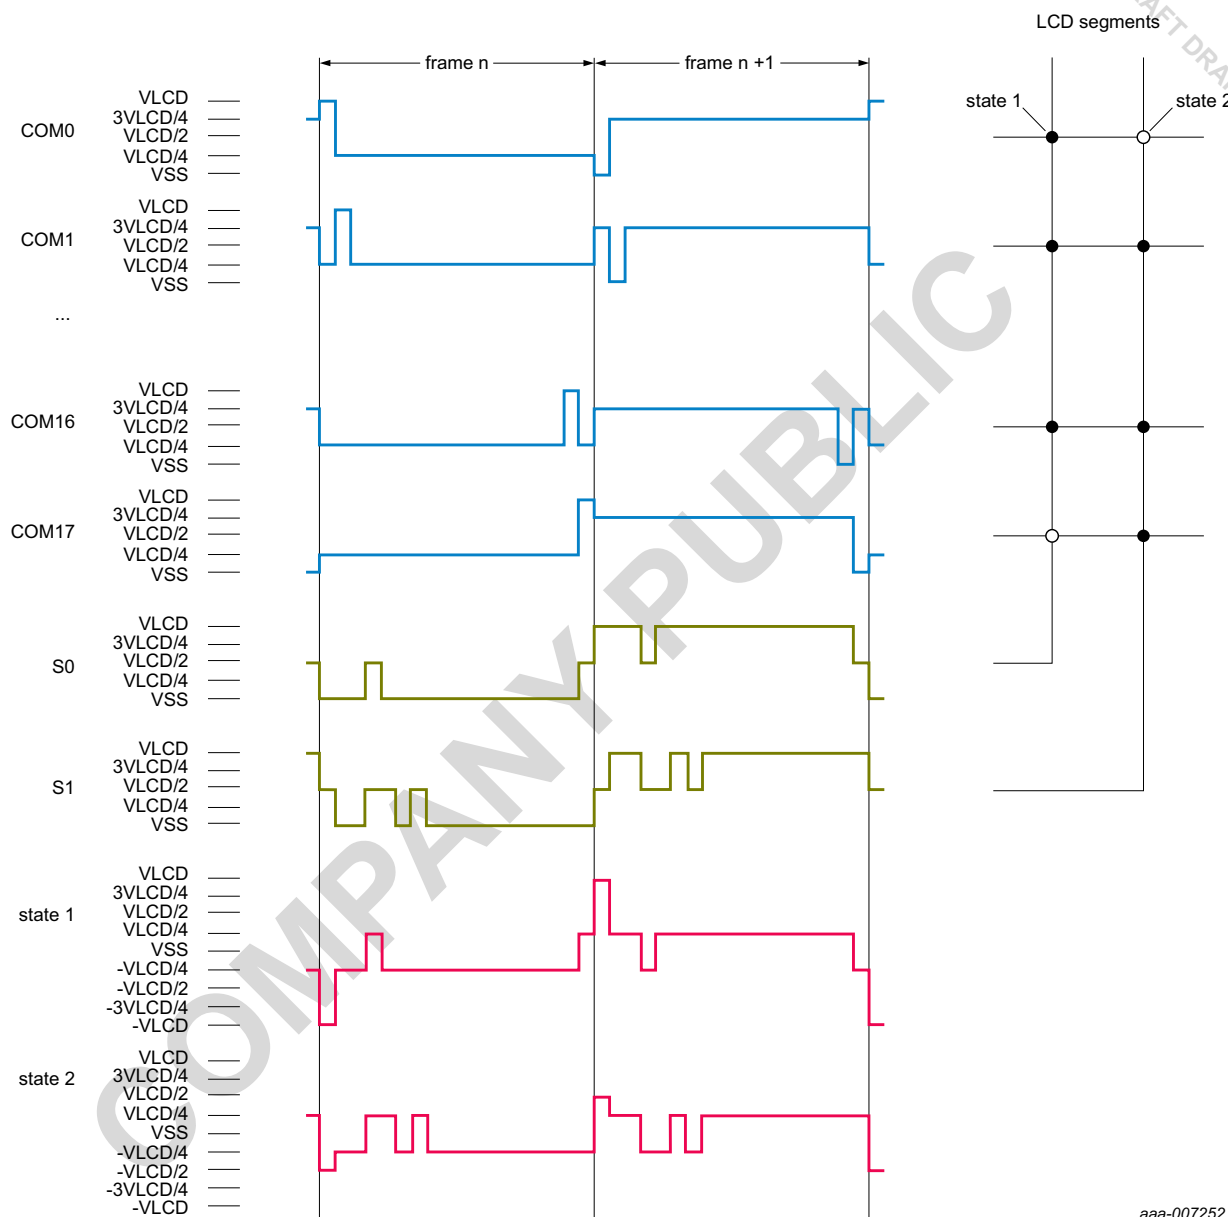 AFT DRA
LCD segments
frame n
frame n +1
state 1
state 2
COM0
VLCD
3VLCD/4
VLCD/2
VLCD/4
VSS
COM1
VLCD
3VLCD/4
VLCD/2
VLCD/4
VSS
...
COM16
VLCD
3VLCD/4
VLCD/2
VLCD/4
VSS
COM17
VLCD
3VLCD/4
VLCD/2
VLCD/4
VSS
S0
VLCD
3VLCD/4
VLCD/2
VLCD/4
VSS
S1
VLCD
3VLCD/4
VLCD/2
VLCD/4
VSS
state 1
VLCD
3VLCD/4
VLCD/2
VLCD/4
VSS
-VLCD/4
-VLCD/2
-3VLCD/4
-VLCD
state 2
VLCD
3VLCD/4
VLCD/2
VLCD/4
VSS
-VLCD/4
-VLCD/2
-3VLCD/4
-VLCD
COMPANY PUBLIC
aaa-007252